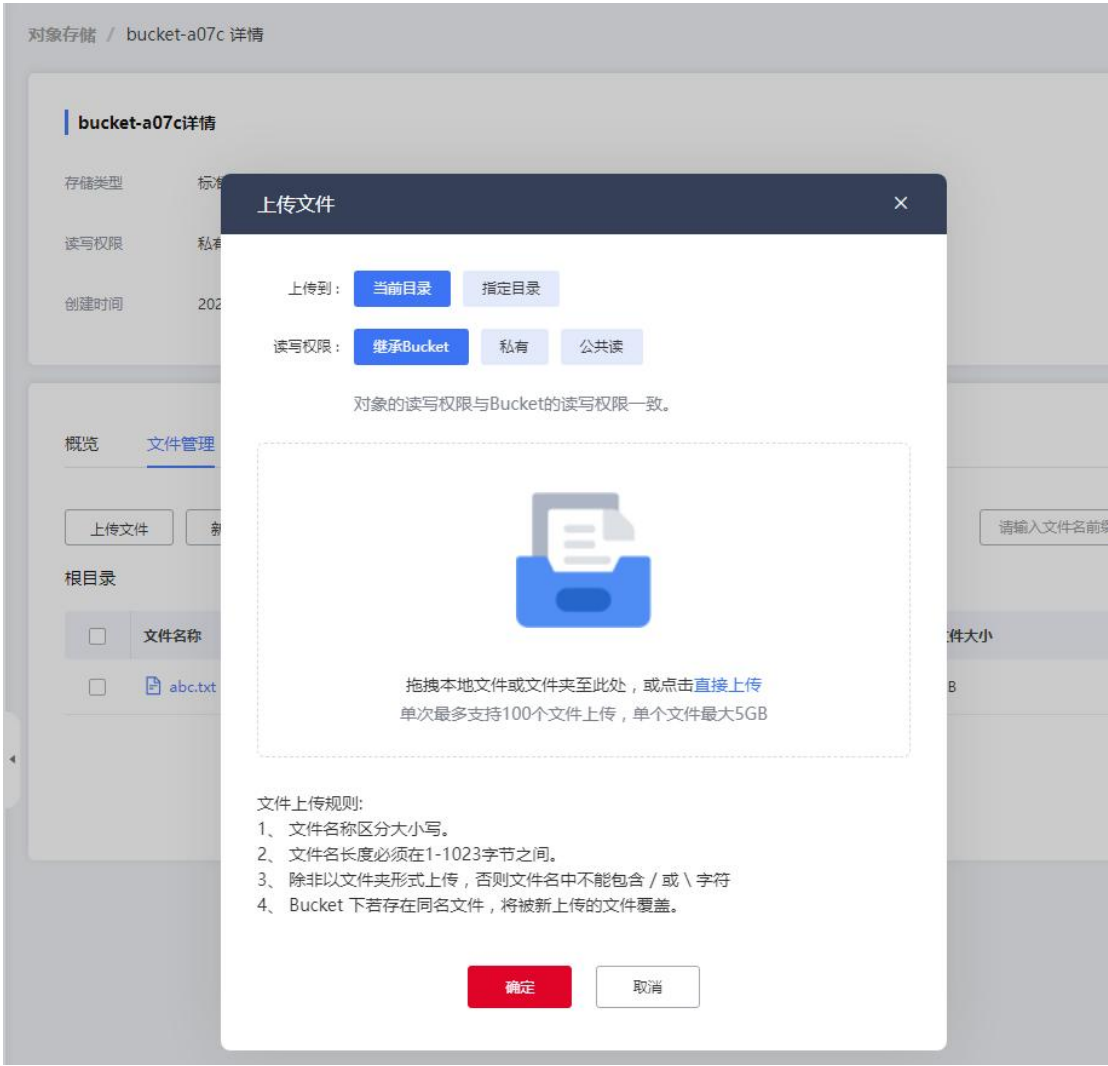 对象存储 / bucket-a07c 详情
bucket-a07c详情
存储类型 标准
读写权限 私有
创建时间 202
上传文件
上传到: 当前目录 指定目录
读写权限: 继承Bucket 私有 公共读
对象的读写权限与Bucket的读写权限一致。
概览 文件管理
上传文件 新
请输入文件名前缀
根目录
文件名称
件大小
abc.txt
B
拖拽本地文件或文件夹至此处，或点击直接上传
单次最多支持100个文件上传，单个文件最大5GB
文件上传规则:
1、 文件名称区分大小写。
2、 文件名长度必须在1-1023字节之间。
3、 除非以文件夹形式上传，否则文件名中不能包含 / 或 \ 字符
4、 Bucket 下若存在同名文件，将被新上传的文件覆盖。
确定 取消